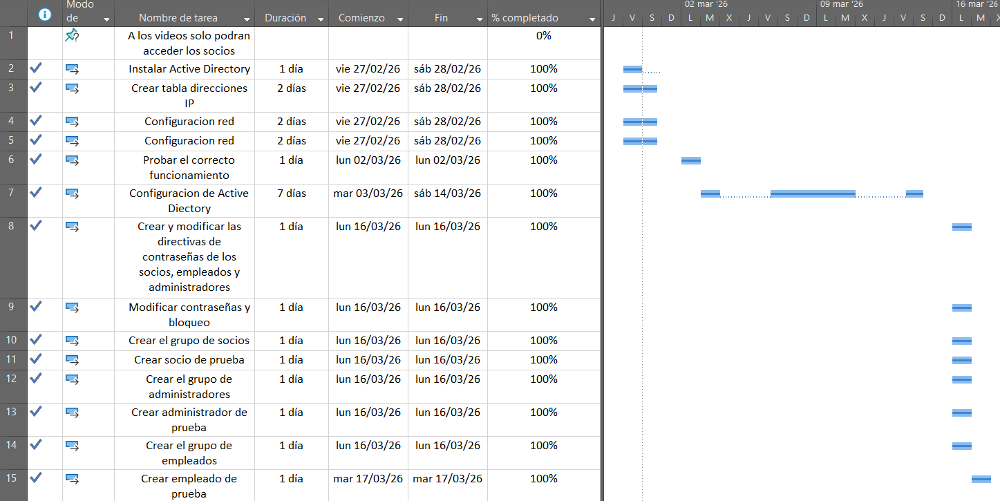 Modo de	Nombre de tarea	Duración	Comienzo	Fin	% completado
02 mar '26	09 mar '26	16 mar '26
J V S D L M X J V S D L M X J V S D L M X
1	A los videos solo podran acceder los socios	0%
2	Instalar Active Directory	1 día	vie 27/02/26	sáb 28/02/26	100%
3	Crear tabla direcciones IP	2 días	vie 27/02/26	sáb 28/02/26	100%
4	Configuracion red	2 días	vie 27/02/26	sáb 28/02/26	100%
5	Configuracion red	2 días	vie 27/02/26	sáb 28/02/26	100%
6	Probar el correcto funcionamiento	1 día	lun 02/03/26	lun 02/03/26	100%
7	Configuracion de Active Diectory	7 días	mar 03/03/26	sáb 14/03/26	100%
8	Crear y modificar las directivas de contraseñas de los socios, empleados y administradores	1 día	lun 16/03/26	lun 16/03/26	100%
9	Modificar contraseñas y bloqueo	1 día	lun 16/03/26	lun 16/03/26	100%
10	Crear el grupo de socios	1 día	lun 16/03/26	lun 16/03/26	100%
11	Crear socio de prueba	1 día	lun 16/03/26	lun 16/03/26	100%
12	Crear el grupo de administradores	1 día	lun 16/03/26	lun 16/03/26	100%
13	Crear administrador de prueba	1 día	lun 16/03/26	lun 16/03/26	100%
14	Crear el grupo de empleados	1 día	lun 16/03/26	lun 16/03/26	100%
15	Crear empleado de prueba	1 día	mar 17/03/26	mar 17/03/26	100%